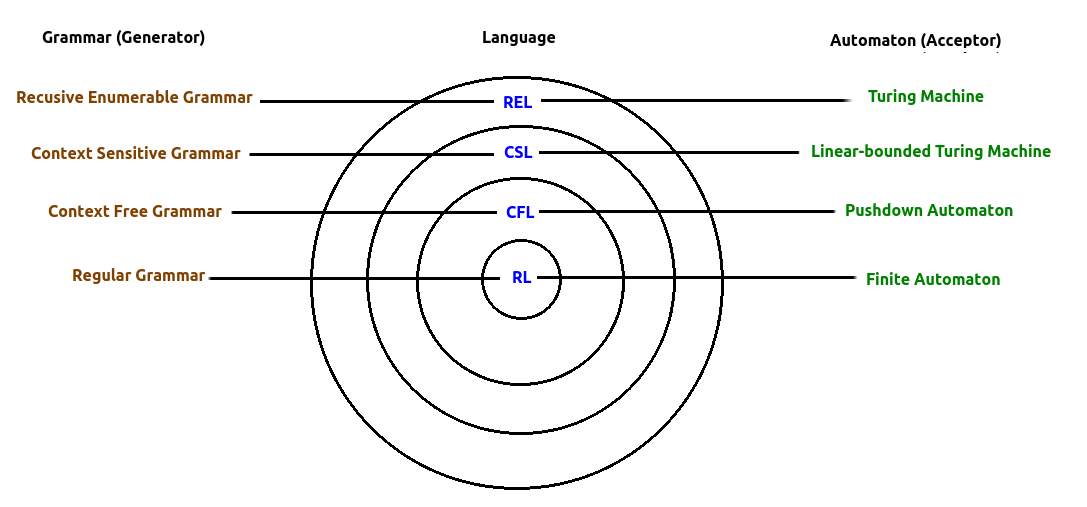 Grammar (Generator) Language Automaton (Acceptor)
Recusive Enumerable Grammar REL Turing Machine
Context Sensitive Grammar CSL Linear-bounded Turing Machine
Context Free Grammar CFL Pushdown Automaton
Regular Grammar RL Finite Automaton